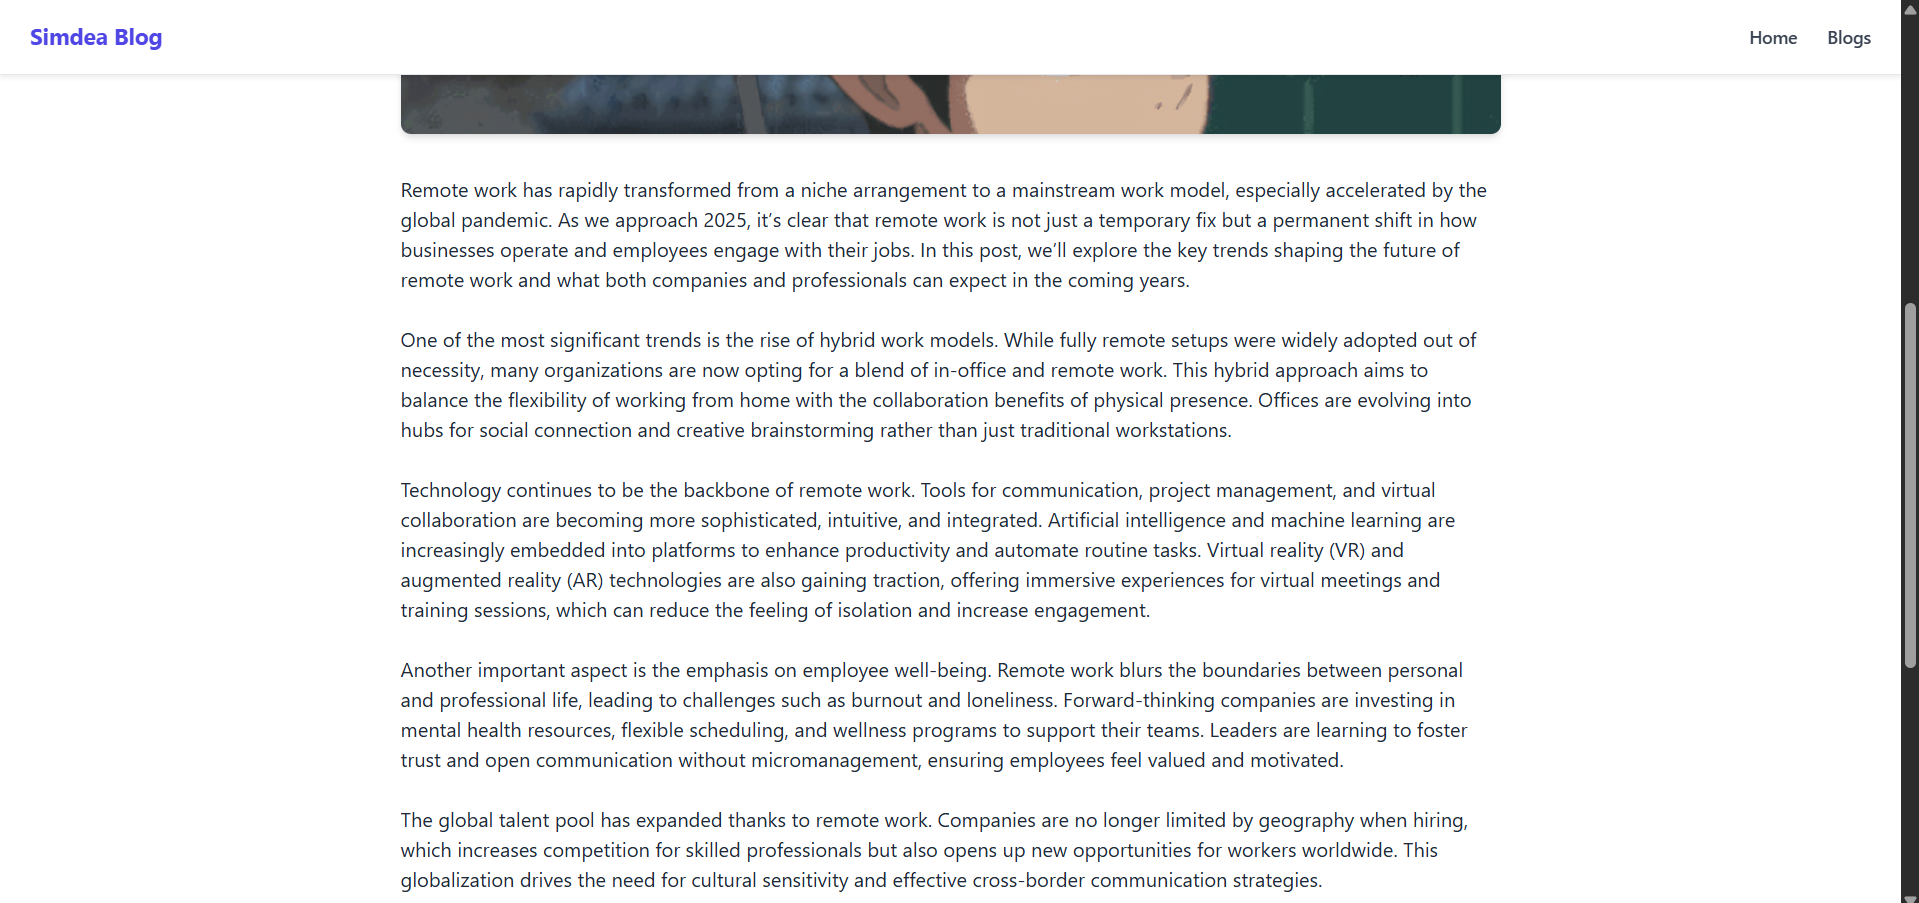 Simdea Blog
Home
Blogs
Remote work has rapidly transformed from a niche arrangement to a mainstream work model, especially accelerated by the
global pandemic. As we approach 2025, it’s clear that remote work is not just a temporary fix but a permanent shift in how
businesses operate and employees engage with their jobs. In this post, we’ll explore the key trends shaping the future of
remote work and what both companies and professionals can expect in the coming years.
One of the most significant trends is the rise of hybrid work models. While fully remote setups were widely adopted out of
necessity, many organizations are now opting for a blend of in-office and remote work. This hybrid approach aims to
balance the flexibility of working from home with the collaboration benefits of physical presence. Offices are evolving into
hubs for social connection and creative brainstorming rather than just traditional workstations.
Technology continues to be the backbone of remote work. Tools for communication, project management, and virtual
collaboration are becoming more sophisticated, intuitive, and integrated. Artificial intelligence and machine learning are
increasingly embedded into platforms to enhance productivity and automate routine tasks. Virtual reality (VR) and
augmented reality (AR) technologies are also gaining traction, offering immersive experiences for virtual meetings and
training sessions, which can reduce the feeling of isolation and increase engagement.
Another important aspect is the emphasis on employee well-being. Remote work blurs the boundaries between personal
and professional life, leading to challenges such as burnout and loneliness. Forward-thinking companies are investing in
mental health resources, flexible scheduling, and wellness programs to support their teams. Leaders are learning to foster
trust and open communication without micromanagement, ensuring employees feel valued and motivated.
The global talent pool has expanded thanks to remote work. Companies are no longer limited by geography when hiring,
which increases competition for skilled professionals but also opens up new opportunities for workers worldwide. This
globalization drives the need for cultural sensitivity and effective cross-border communication strategies.